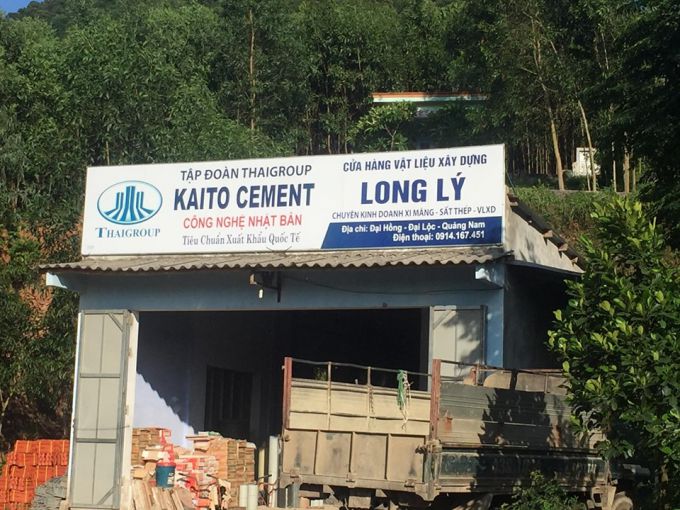 TẬP ĐOÀN THAIGROUP
KAITO CEMENT
CÔNG NGHỆ NHẬT BẢN
Tiêu Chuẩn Xuất Khẩu Quốc Tế
THAIGROUP
CỬA HÀNG VẬT LIỆU XÂY DỰNG
LONG LÝ
CHUYÊN KINH DOANH XI MĂNG - SẮT THÉP - VLXD
Địa chỉ: Đại Hồng - Đại Lộc - Quảng Nam
Điện thoại: 0914.167.451